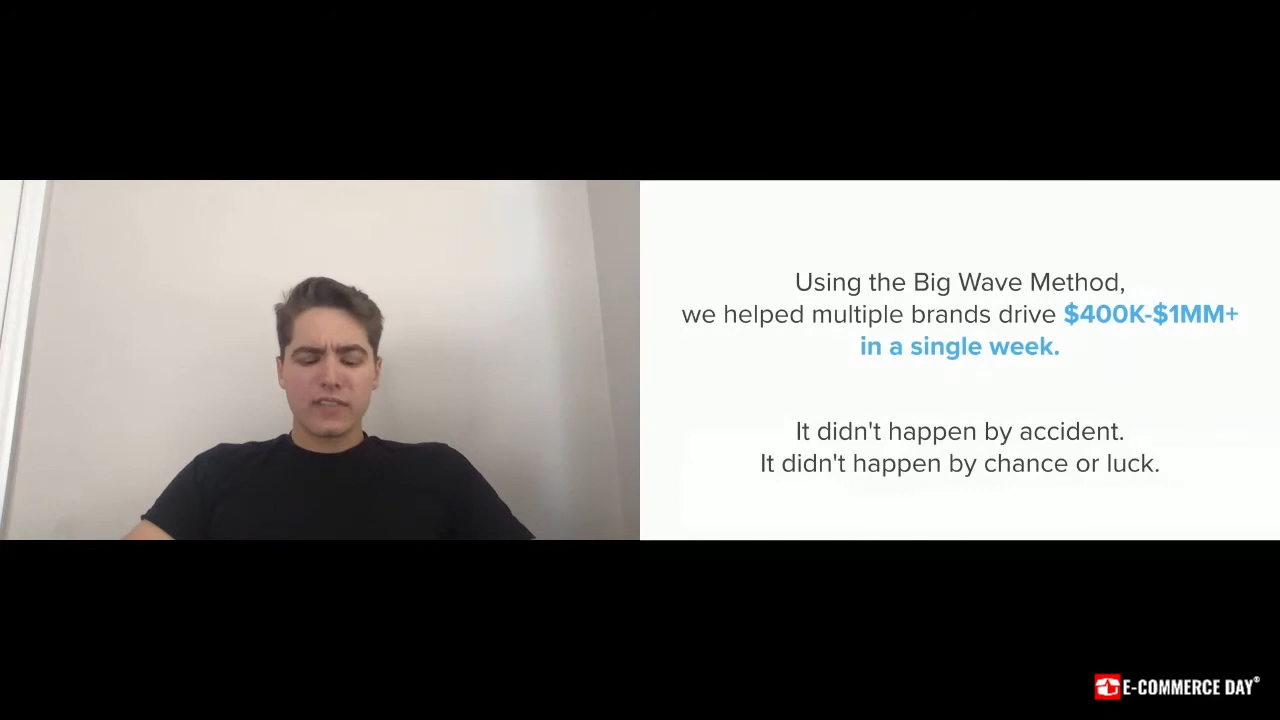 Using the Big Wave Method,
we helped multiple brands drive $400K-$1MM+
in a single week.
It didn't happen by accident.
It didn't happen by chance or luck.
E-COMMERCE DAY®